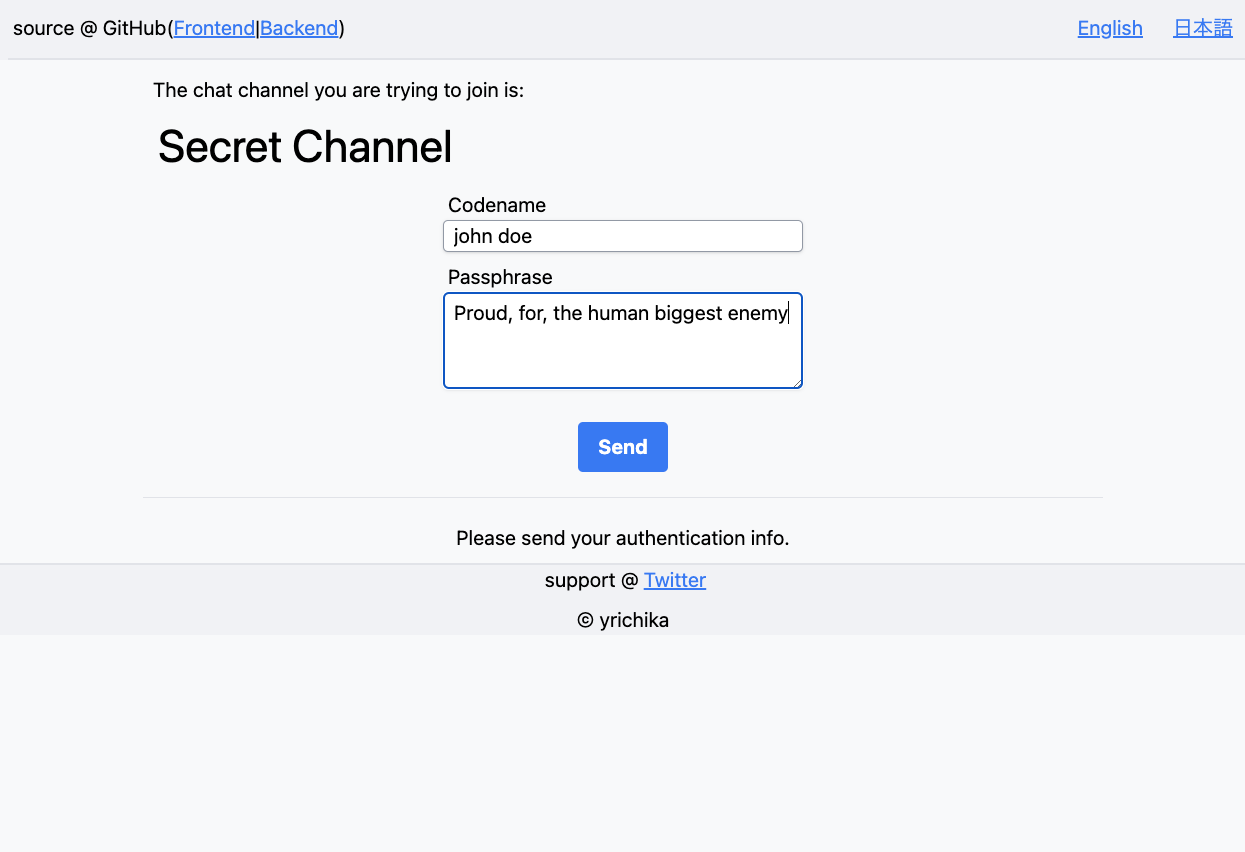 source @ GitHub(Frontend|Backend) English 日本語
The chat channel you are trying to join is:
Secret Channel
Codename
john doe
Passphrase
Proud, for, the human biggest enemy
Send
Please send your authentication info.
support @ Twitter
© yrichika